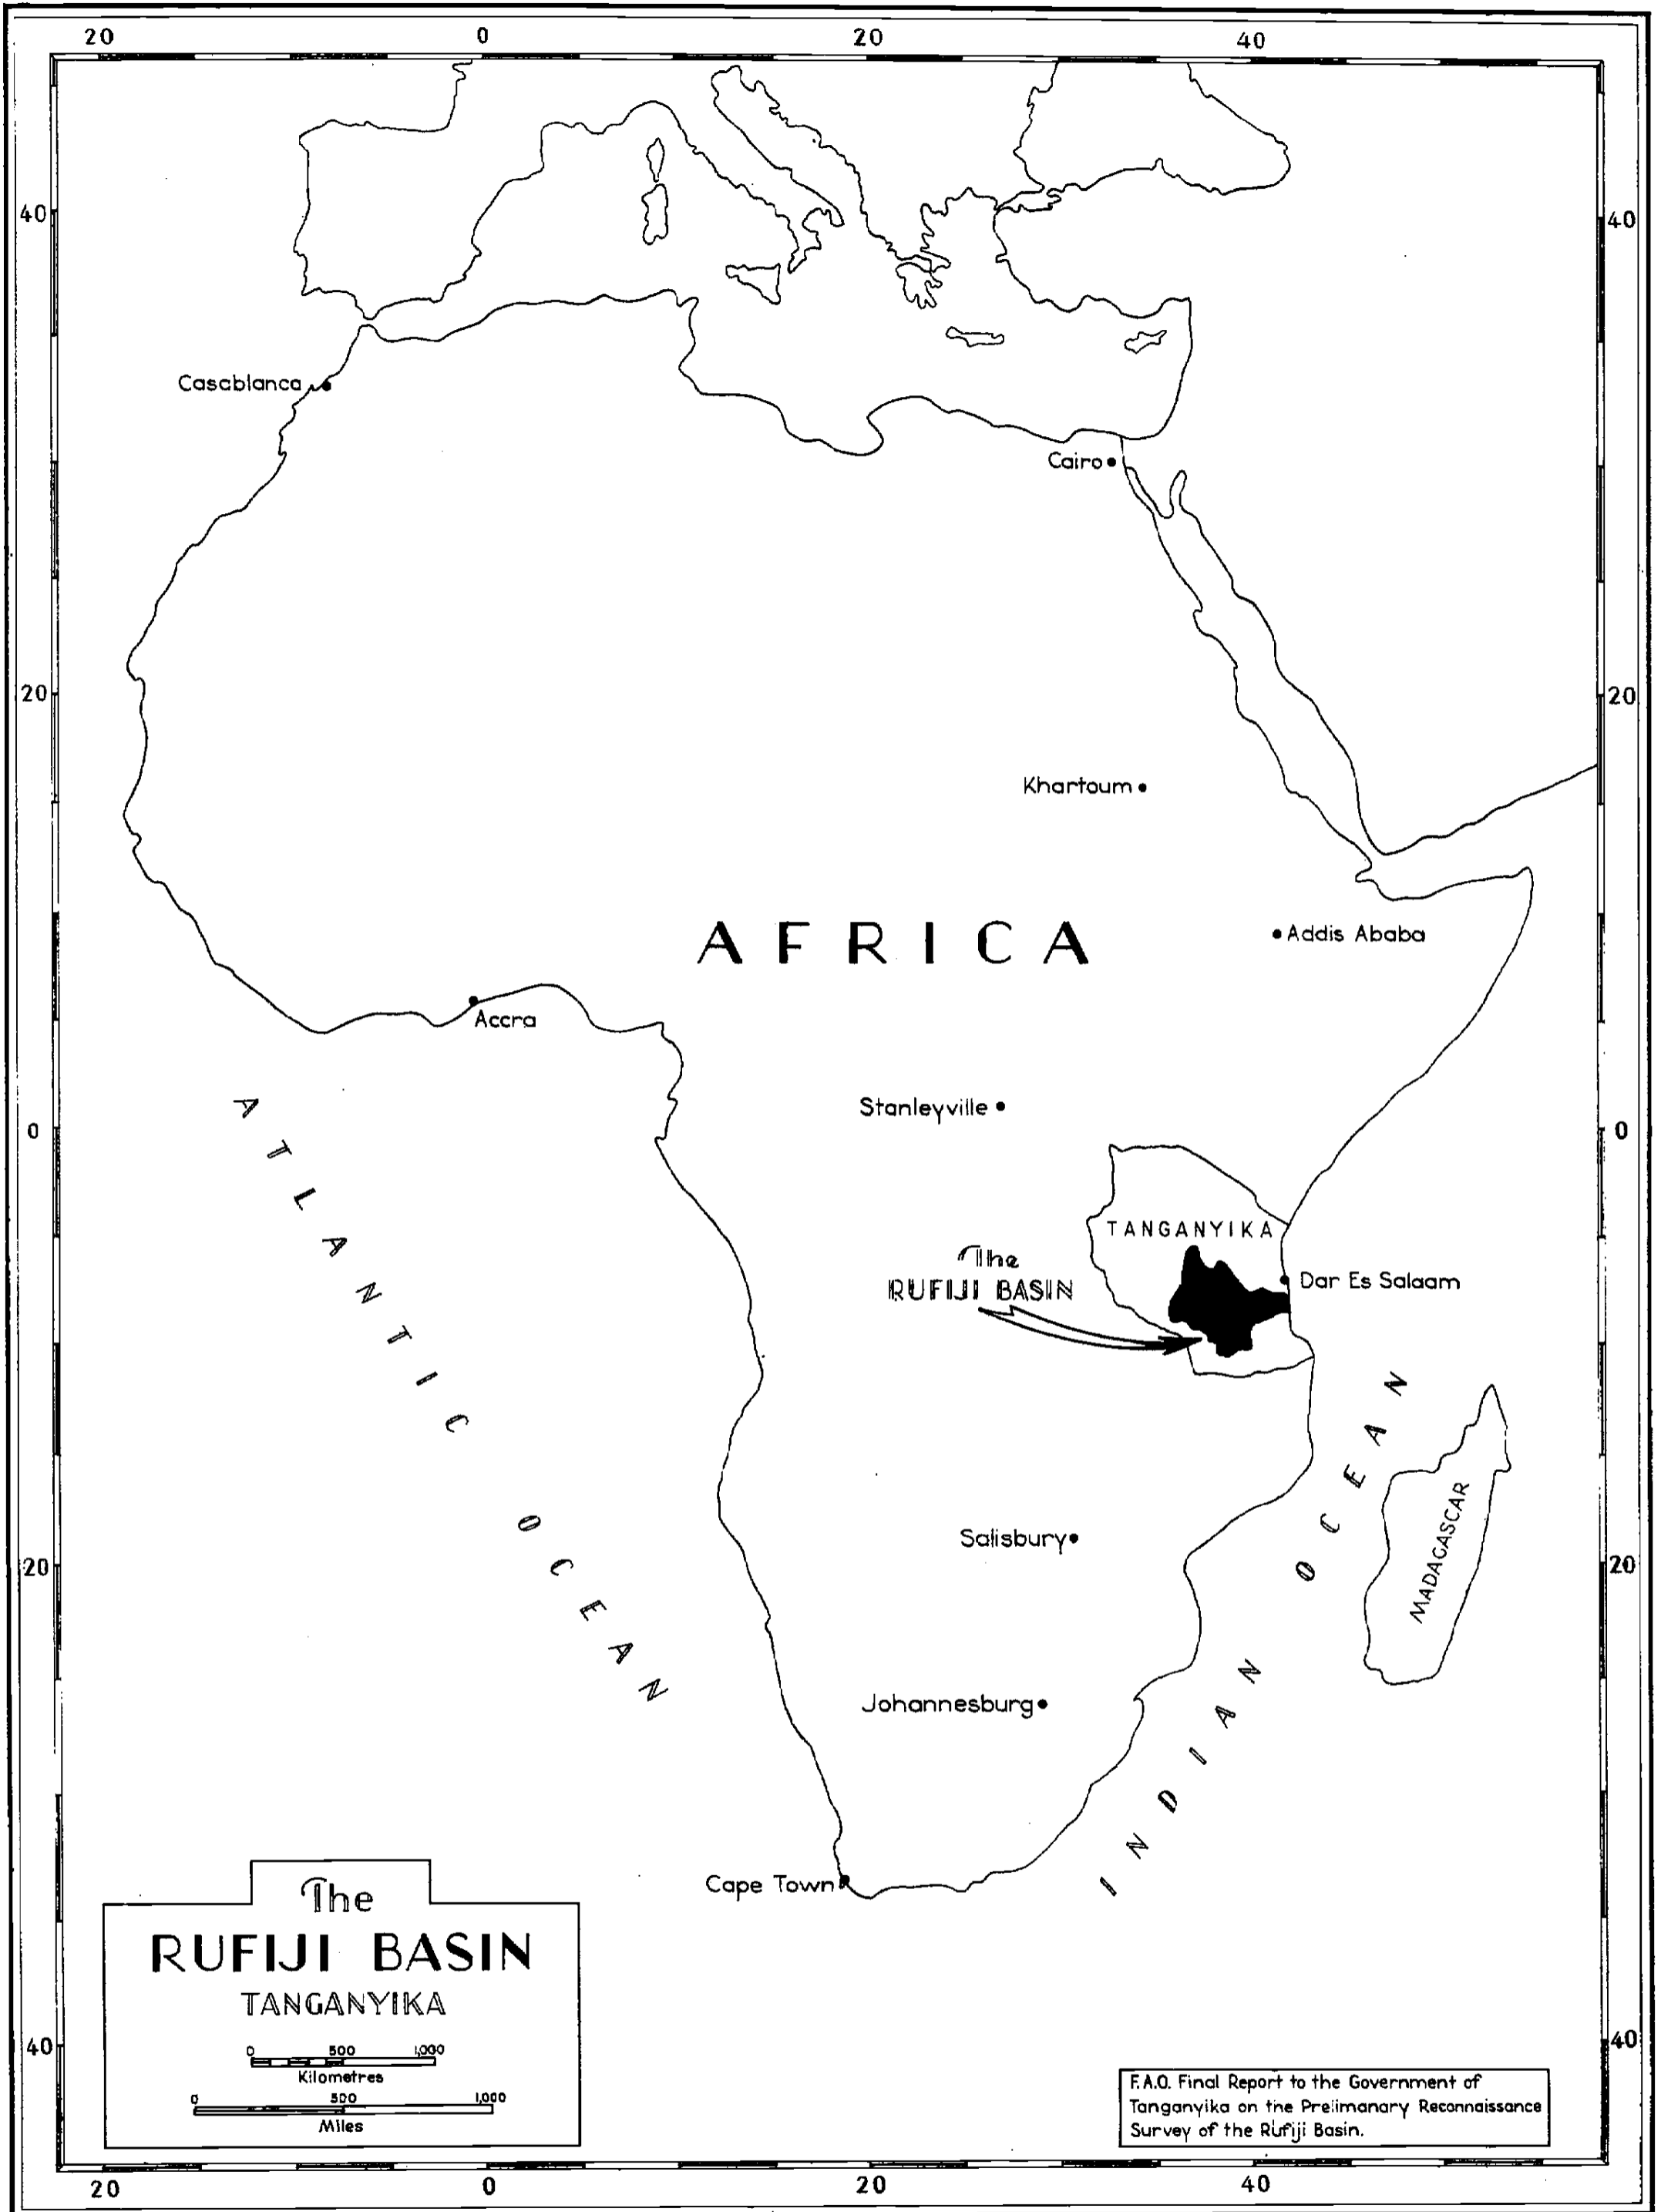 20 0 20 40
40 40
Casablanca
Cairo
20 20
Khartoum
AFRICA
Addis Ababa
Accra
Stanleyville
0 0
ATLANTIC OCEAN
TANGANYIKA
The
RUFIJI BASIN
Dar Es Salaam
INDIAN OCEAN
MADAGASCAR
Salisbury
20 20
Johannesburg
Cape Town
The
RUFIJI BASIN
TANGANYIKA
0 500 1,000
Kilometres
0 500 1,000
Miles
40 40
F.A.O. Final Report to the Government of
Tanganyika on the Prelimanary Reconnaissance
Survey of the Rufiji Basin.
20 0 20 40